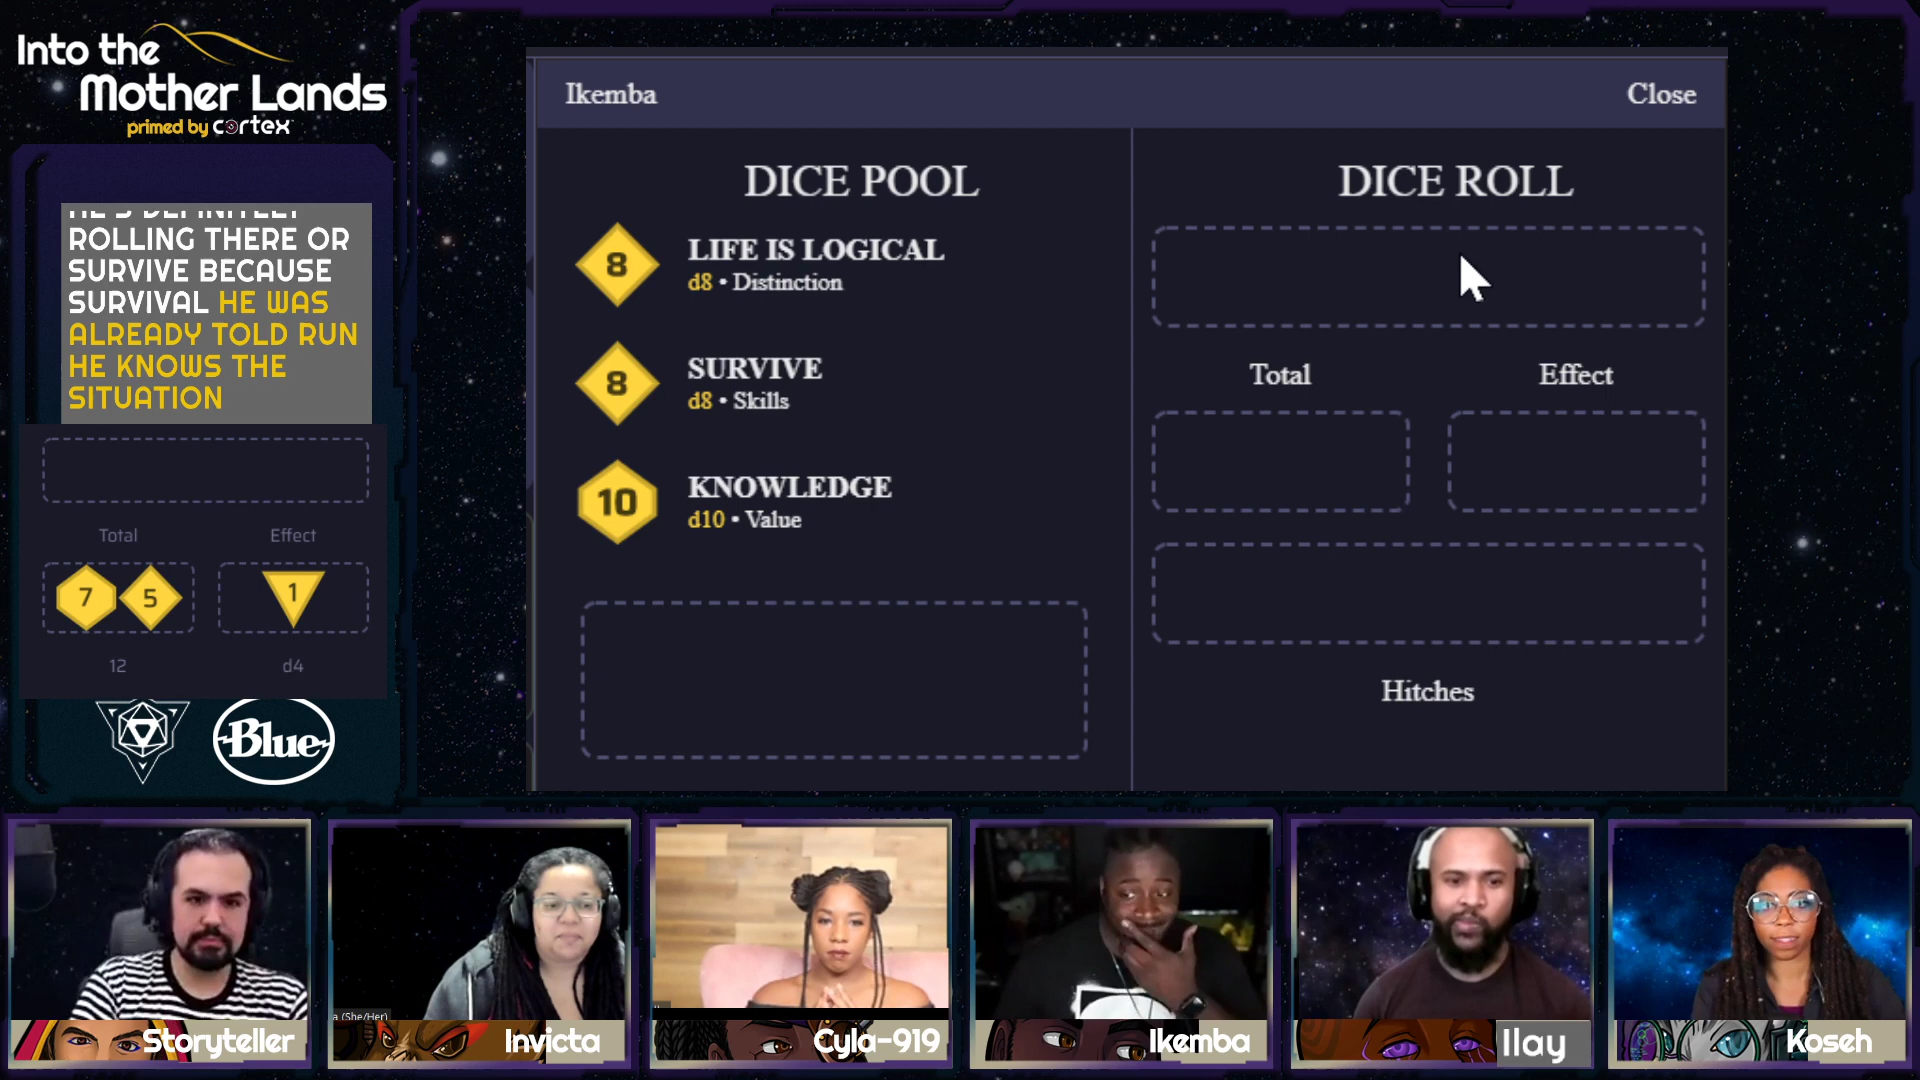 Into the
Mother Lands
primed by cortex
ROLLING THERE OR
SURVIVE BECAUSE
SURVIVAL HE WAS
ALREADY TOLD RUN
HE KNOWS THE
SITUATION
Total
Effect
7
5
1
12
d4
Blue
Ikemba
Close
DICE POOL
8
LIFE IS LOGICAL
d8 • Distinction
8
SURVIVE
d8 • Skills
10
KNOWLEDGE
d10 • Value
DICE ROLL
Total
Effect
Hitches
a (She/Her)
Storyteller
Invicta
Cyla-919
Ikemba
Ilay
Koseh